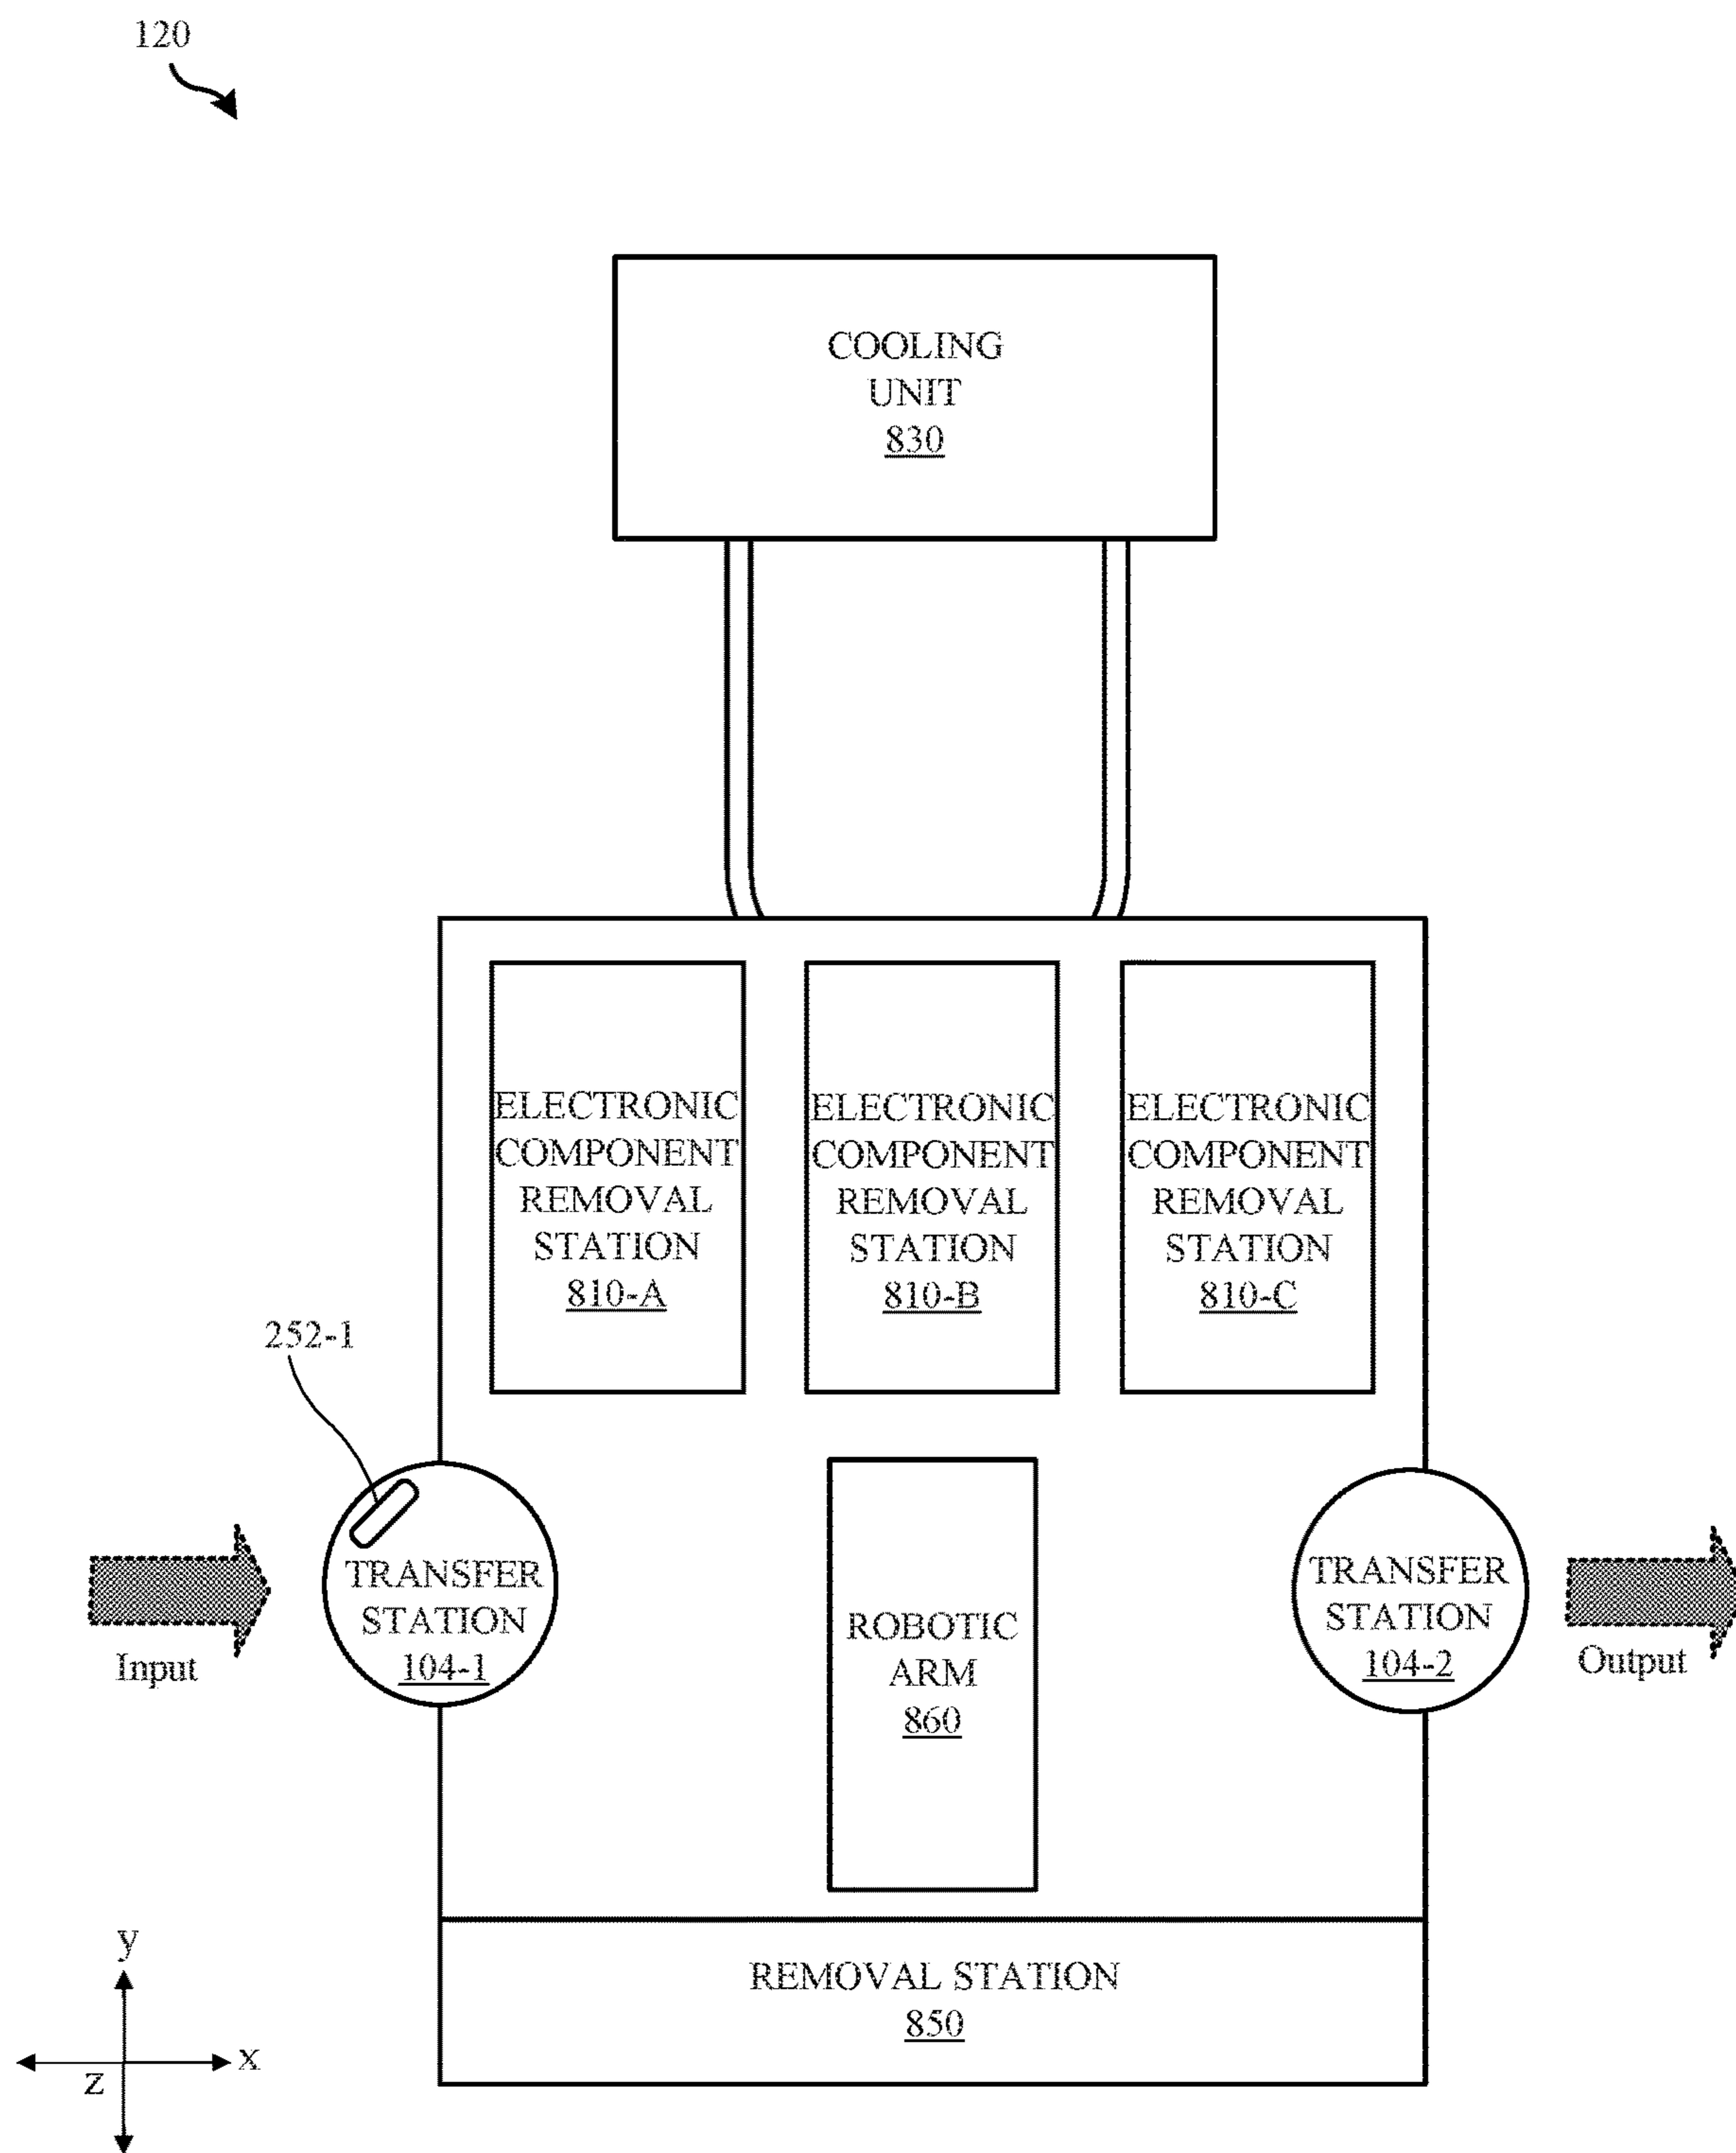 120
COOLING
UNIT
830
ELECTRONIC
COMPONENT
REMOVAL
STATION
810-A
ELECTRONIC
COMPONENT
REMOVAL
STATION
810-B
ELECTRONIC
COMPONENT
REMOVAL
STATION
810-C
252-1
TRANSFER
STATION
104-1
Input
ROBOTIC
ARM
860
TRANSFER
STATION
104-2
Output
REMOVAL STATION
850
y
x
z